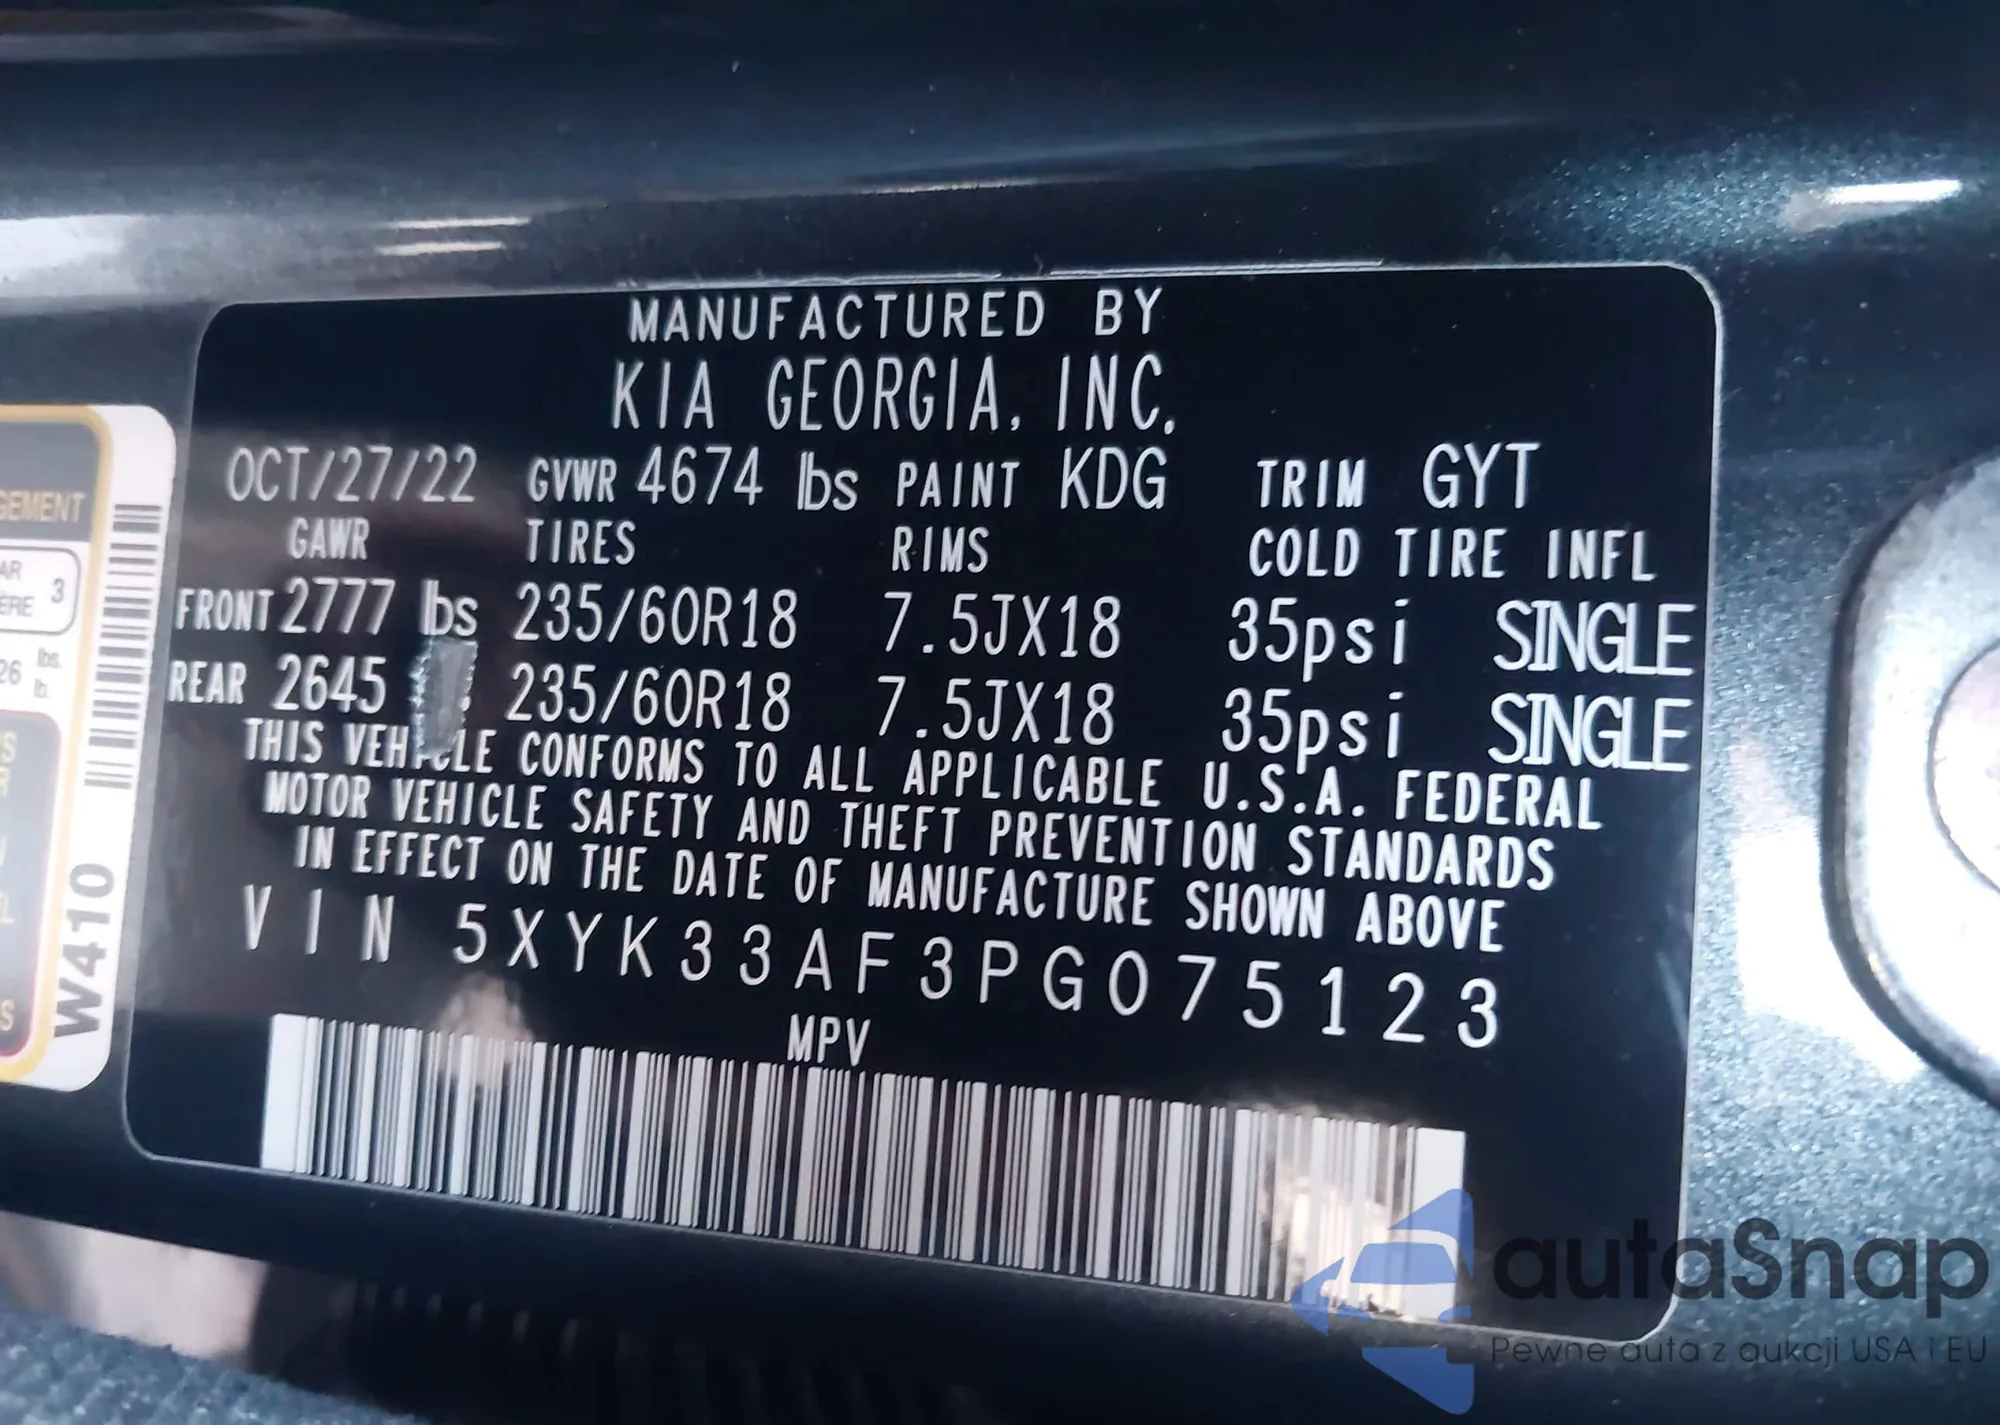 MANUFACTURED BY
KIA GEORGIA, INC.
OCT/27/22 GVWR 4674 lbs PAINT KDG TRIM GYT
GAWR TIRES RIMS COLD TIRE INFL
FRONT 2777 lbs 235/60R18 7.5JX18 35psi SINGLE
REAR 2645 235/60R18 7.5JX18 35psi SINGLE
THIS VEHICLE CONFORMS TO ALL APPLICABLE U.S.A. FEDERAL
MOTOR VEHICLE SAFETY AND THEFT PREVENTION STANDARDS
IN EFFECT ON THE DATE OF MANUFACTURE SHOWN ABOVE
VIN 5XYK33AF3PG075123
MPV
3
lbs.
lb.
W410
autaSnap
Pewne auta z aukcji USA i EU